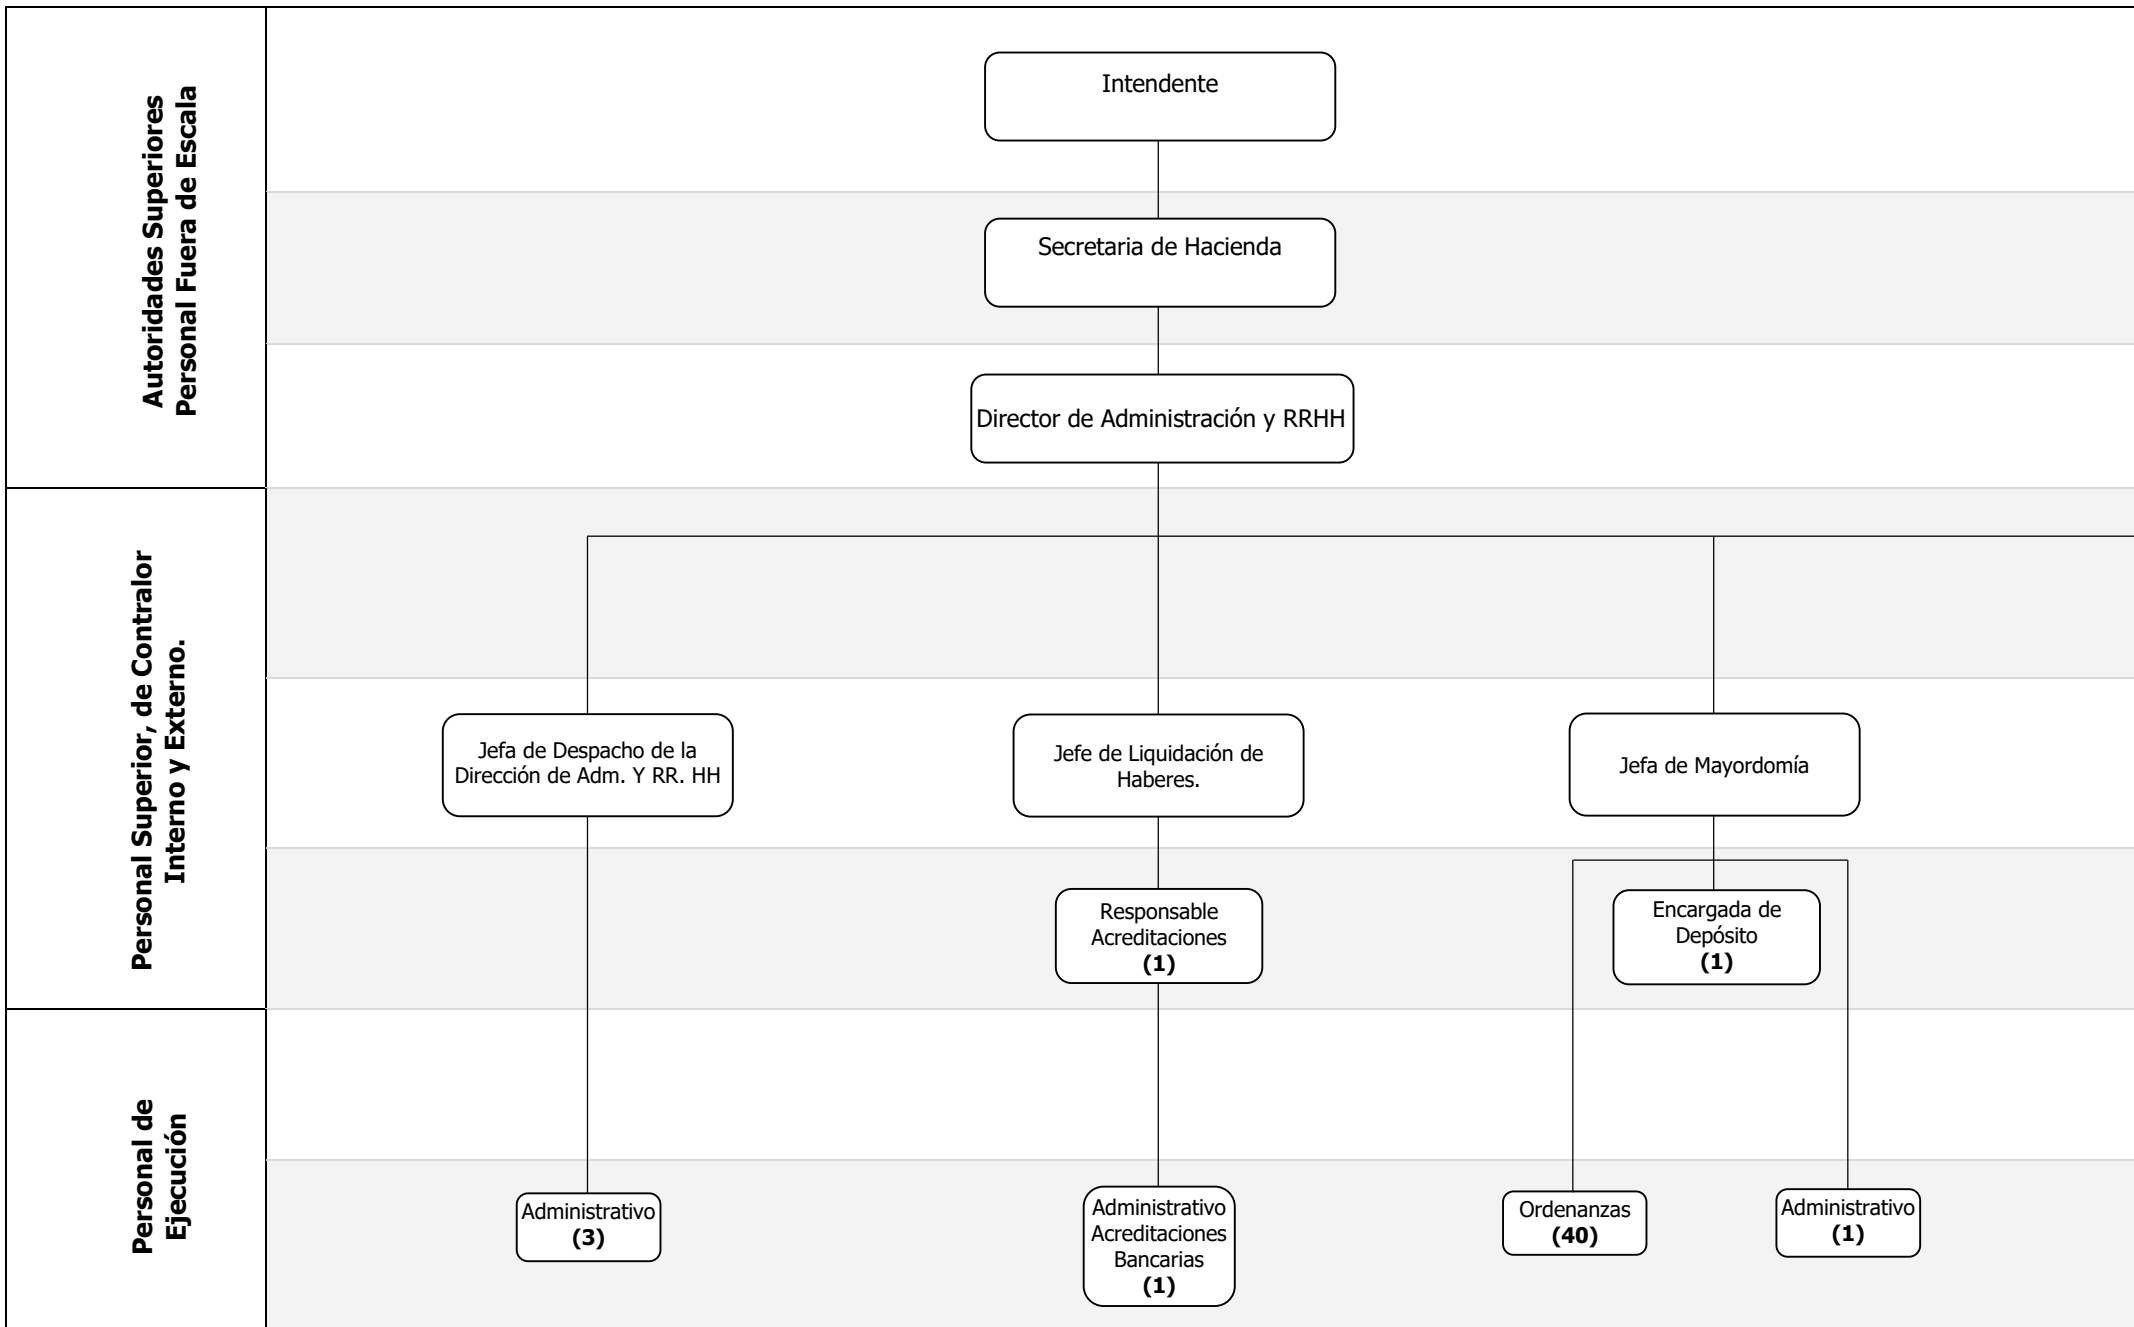 Autoridades Superiores
Personal Fuera de Escala
Intendente
Secretaria de Hacienda
Director de Administración y RRHH
Personal Superior, de Contralor
Interno y Externo.
Jefa de Despacho de la
Dirección de Adm. Y RR. HH
Jefe de Liquidación de
Haberes.
Jefa de Mayordomía
Responsable
Acreditaciones
(1)
Encargada de
Depósito
(1)
Personal de
Ejecución
Administrativo
(3)
Administrativo
Acreditaciones
Bancarias
(1)
Ordenanzas
(40)
Administrativo
(1)